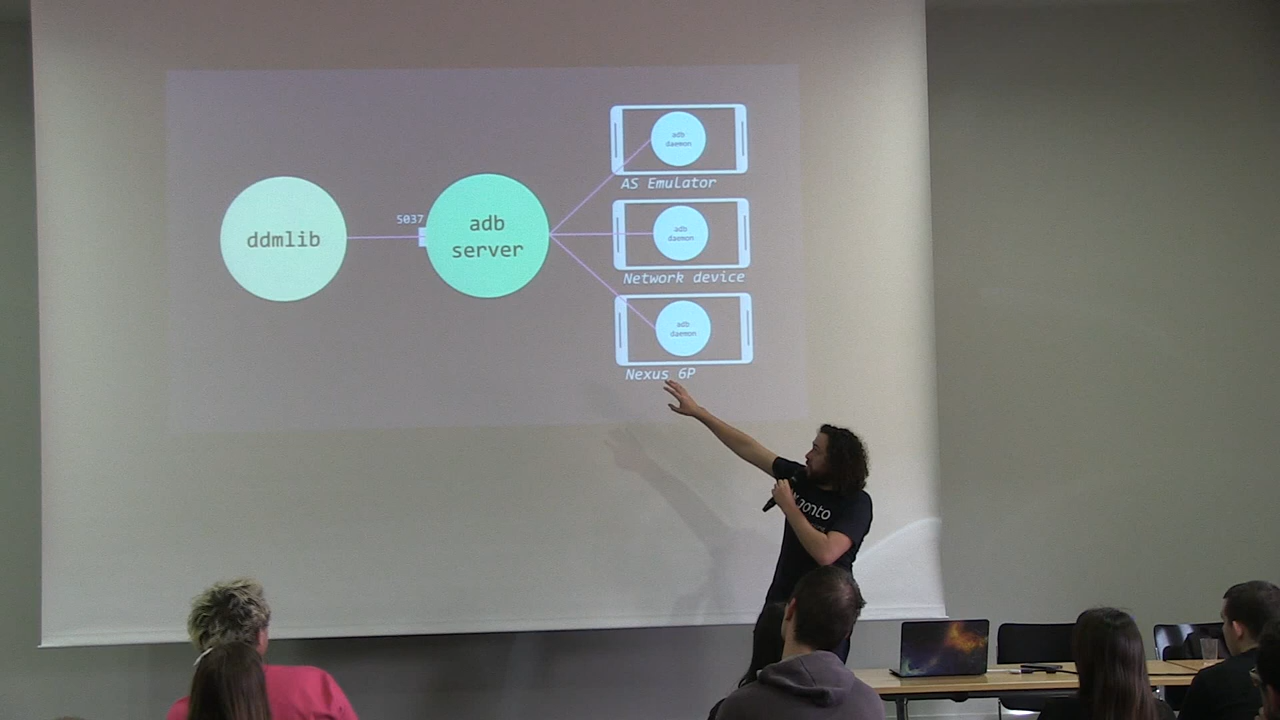 ddmlib
5037
adb
server
adb
daemon
AS Emulator
adb
daemon
Network device
adb
daemon
Nexus 6P